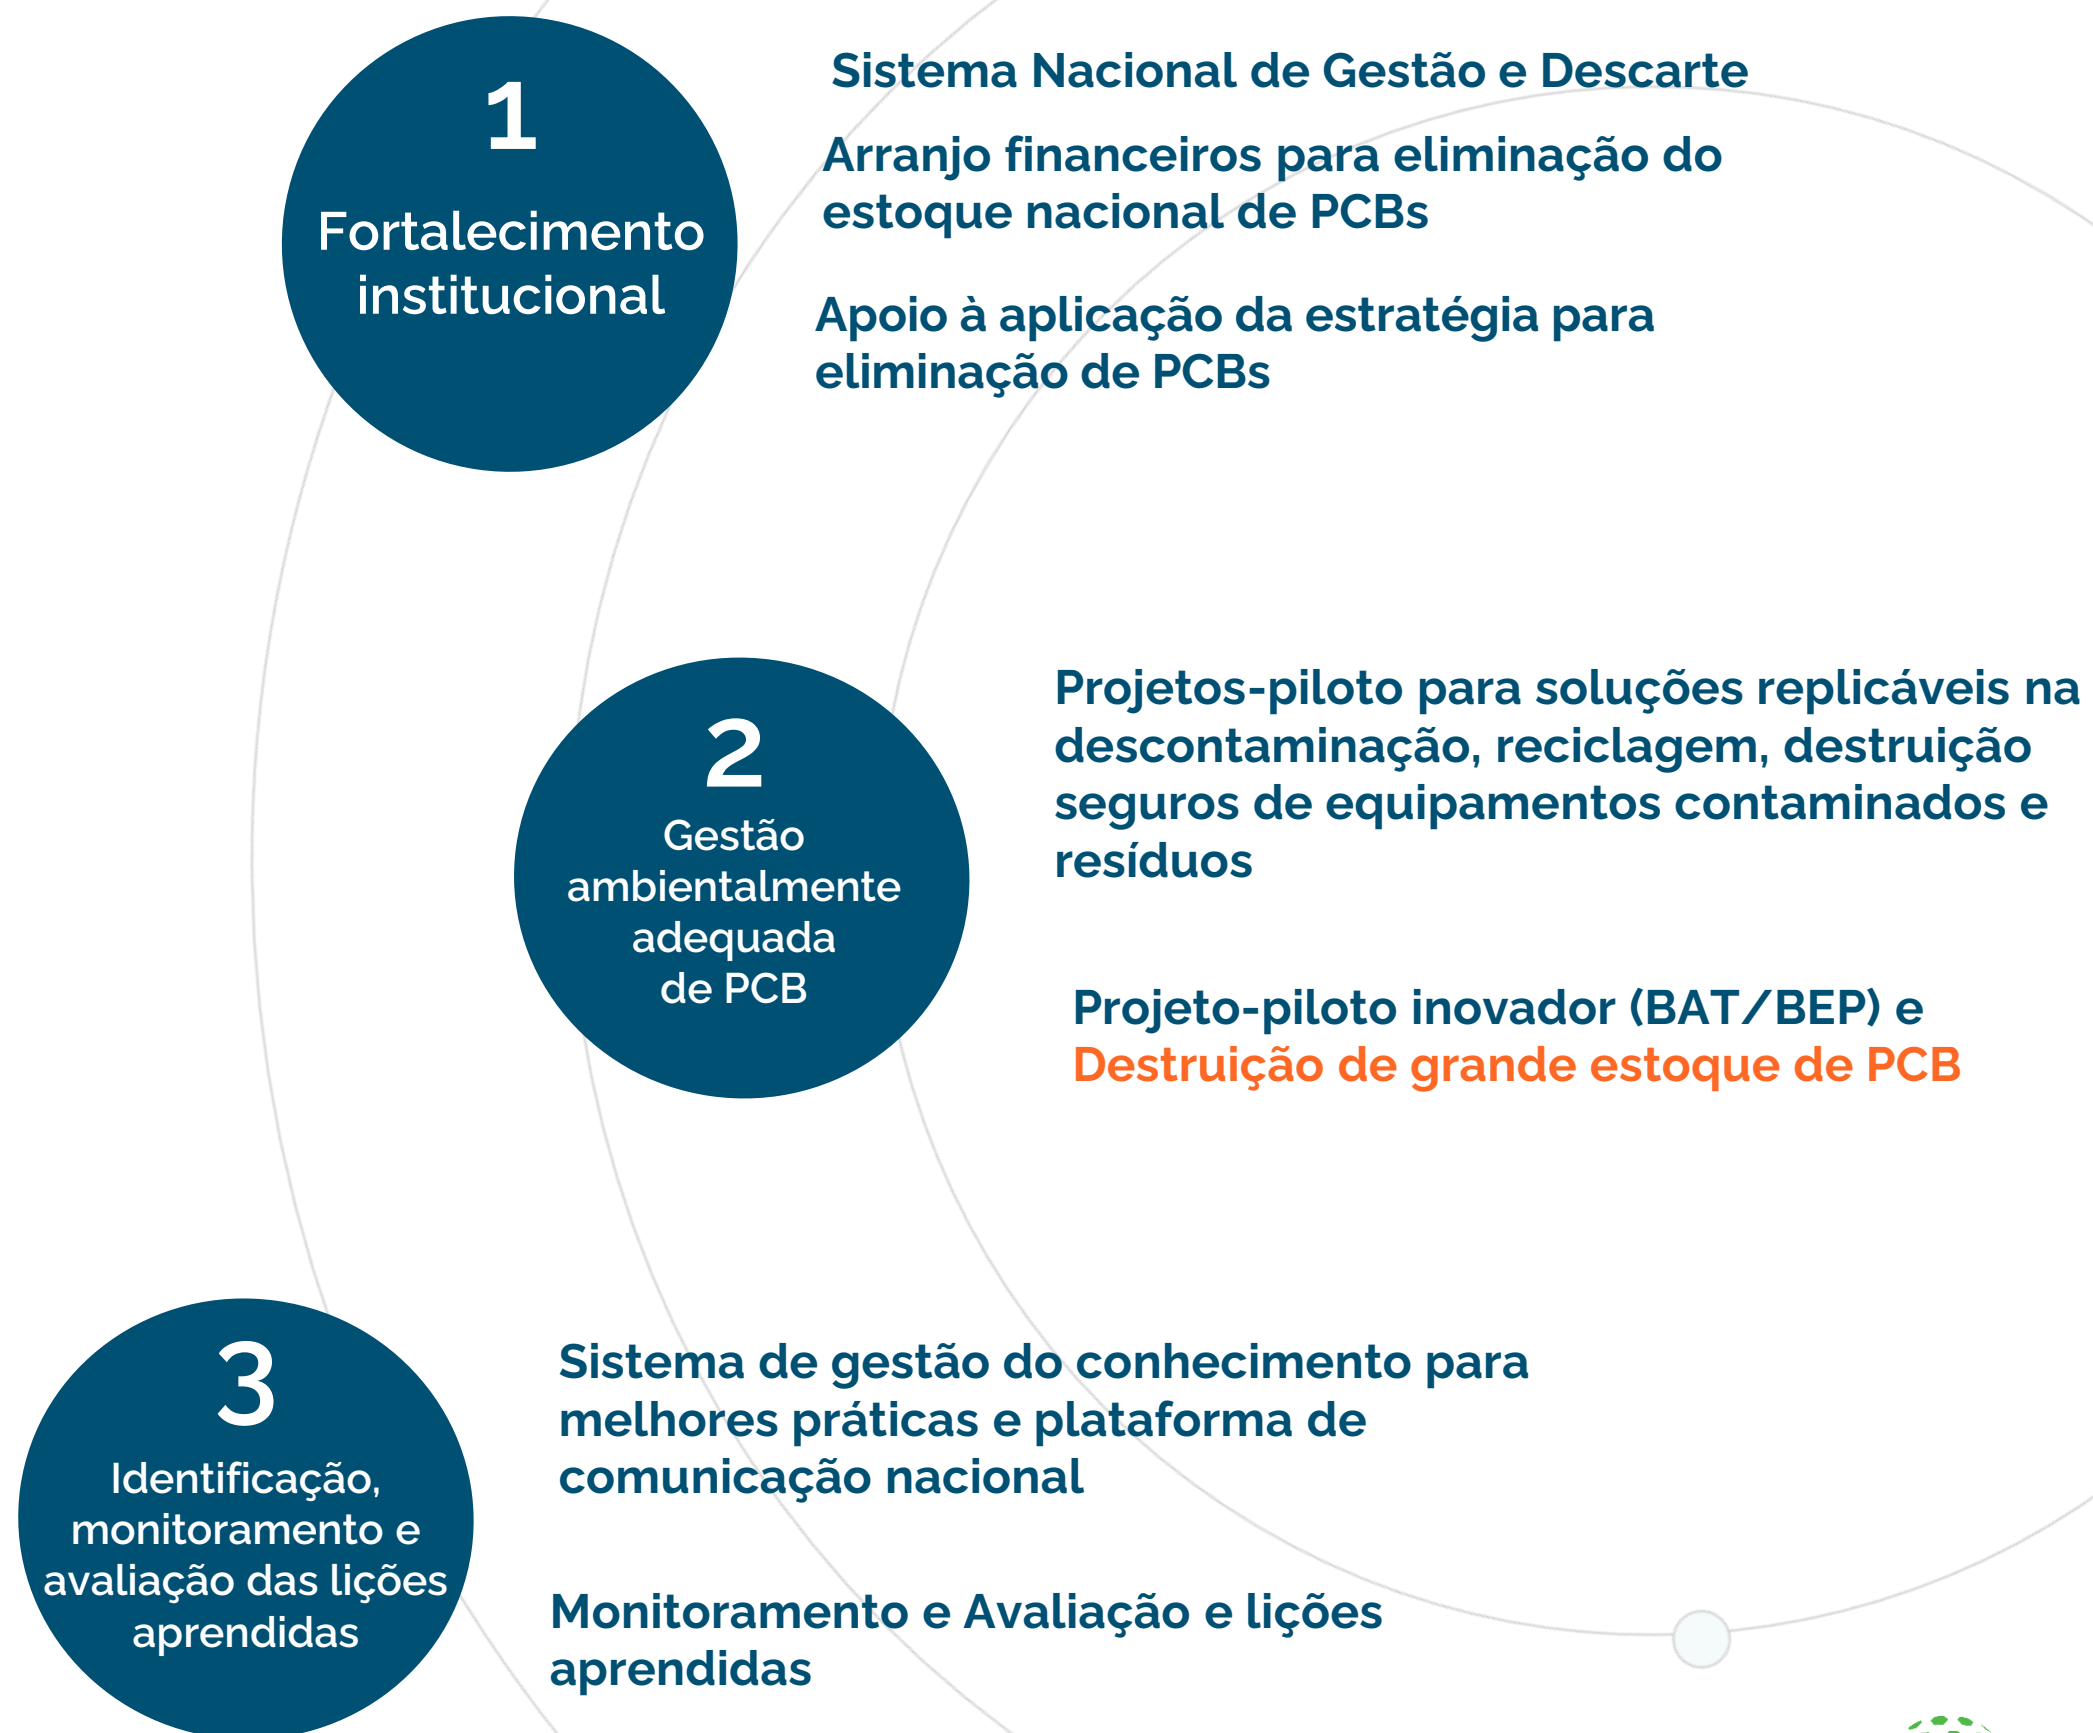 1
Fortalecimento
institucional
Sistema Nacional de Gestão e Descarte
Arranjo financeiros para eliminação do
estoque nacional de PCBs
Apoio à aplicação da estratégia para
eliminação de PCBs
2
Gestão
ambientalmente
adequada
de PCB
Projetos-piloto para soluções replicáveis na
descontaminação, reciclagem, destruição
seguros de equipamentos contaminados e
resíduos
Projeto-piloto inovador (BAT/BEP) e
Destruição de grande estoque de PCB
3
Identificação,
monitoramento e
avaliação das lições
aprendidas
Sistema de gestão do conhecimento para
melhores práticas e plataforma de
comunicação nacional
Monitoramento e Avaliação e lições
aprendidas